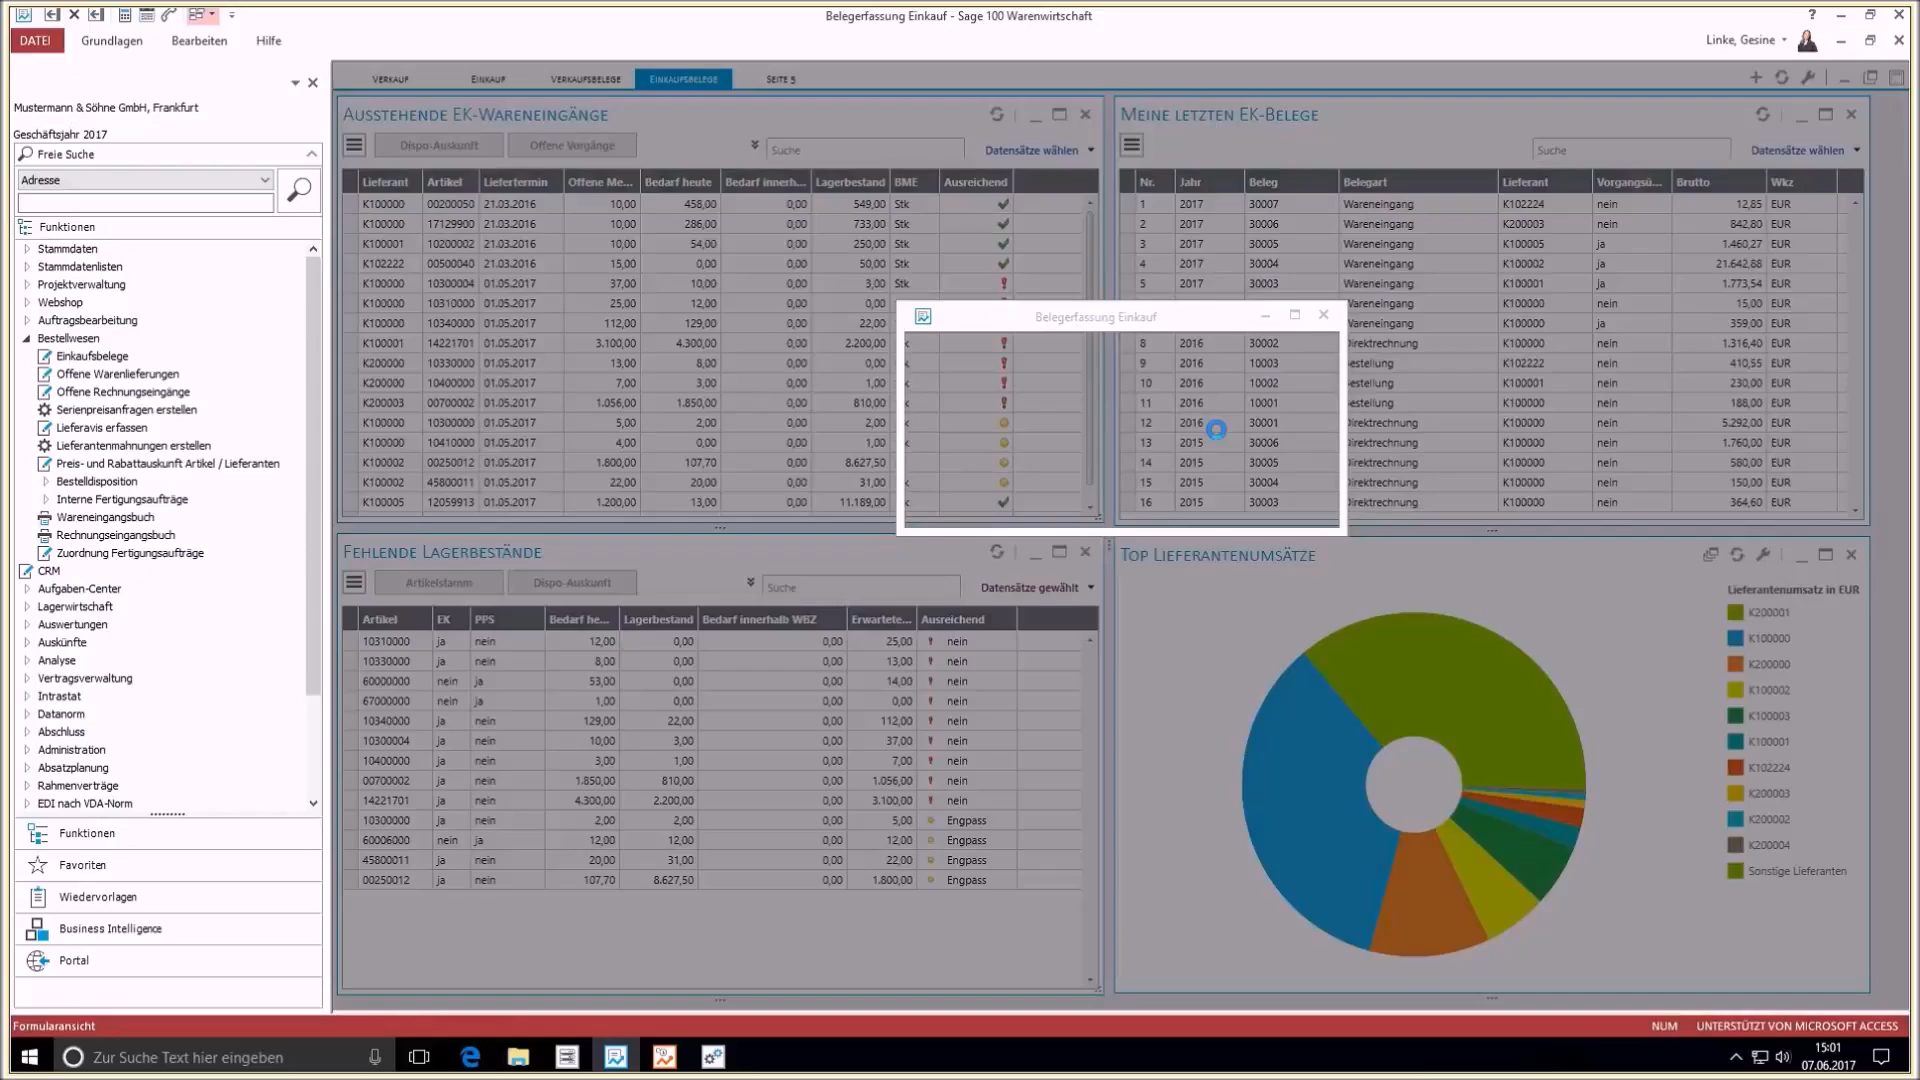 Belegerfassung Einkauf - Sage 100 Warenwirtschaft
?
DATEI Grundlagen Bearbeiten Hilfe
Linke, Gesine
Mustermann & Söhne GmbH, Frankfurt
Geschäftsjahr 2017
Freie Suche
Adresse
Funktionen
Stammdaten
Stammdatenlisten
Projektverwaltung
Webshop
Auftragsbearbeitung
Bestellwesen
Einkaufsbelege
Offene Warenlieferungen
Offene Rechnungseingänge
Serienpreisanfragen erstellen
Lieferavis erfassen
Lieferantenmahnungen erstellen
Preis- und Rabattauskunft Artikel / Lieferanten
Bestelldisposition
Interne Fertigungsaufträge
Wareneingangsbuch
Rechnungseingangsbuch
Zuordnung Fertigungsaufträge
CRM
Aufgaben-Center
Lagerwirtschaft
Auswertungen
Auskünfte
Analyse
Vertragsverwaltung
Intrastat
Datanorm
Abschluss
Administration
Absatzplanung
Rahmenverträge
EDI nach VDA-Norm
Funktionen
Favoriten
Wiedervorlagen
Business Intelligence
Portal
VERKAUF EINKAUF VERKAUFSBELEGE EINKAUFSBELEGE SEITE 5
AUSSTEHENDE EK-WARENEINGÄNGE
Dispo-Auskunft Offene Vorgänge Suche Datensätze wählen
Lieferant Artikel Liefertermin Offene Me... Bedarf heute Bedarf innerh... Lagerbestand BME Ausreichend
K100000 00200050 21.03.2016 10,00 458,00 0,00 549,00 Stk
K100000 17129900 21.03.2016 10,00 286,00 0,00 733,00 Stk
K100001 10200002 21.03.2016 10,00 54,00 0,00 250,00 Stk
K102222 00500040 21.03.2016 15,00 0,00 0,00 50,00 Stk
K100000 10300004 01.05.2017 37,00 10,00 0,00 3,00 Stk
K100000 10310000 01.05.2017 25,00 12,00 0,00 0,00
K100000 10340000 01.05.2017 112,00 129,00 0,00 22,00
K100001 14221701 01.05.2017 3.100,00 4.300,00 0,00 2.200,00
K200000 10330000 01.05.2017 13,00 8,00 0,00 0,00
K200000 10400000 01.05.2017 7,00 3,00 0,00 1,00
K200003 00700002 01.05.2017 1.056,00 1.850,00 0,00 810,00
K100000 10300000 01.05.2017 5,00 2,00 0,00 2,00
K100000 10410000 01.05.2017 4,00 0,00 0,00 1,00
K100002 00250012 01.05.2017 1.800,00 107,70 0,00 8.627,50
K100002 45800011 01.05.2017 22,00 20,00 0,00 31,00
K100005 12059913 01.05.2017 1.200,00 13,00 0,00 11.189,00
MEINE LETZTEN EK-BELEGE
Suche Datensätze wählen
Nr. Jahr Beleg Belegart Lieferant Vorgangsü... Brutto Wkz
1 2017 30007 Wareneingang K102224 nein 12,85 EUR
2 2017 30006 Wareneingang K200003 nein 842,80 EUR
3 2017 30005 Wareneingang K100005 ja 1.460,27 EUR
4 2017 30004 Wareneingang K100002 ja 21.642,88 EUR
5 2017 30003 Wareneingang K100001 ja 1.773,54 EUR
Wareneingang K100000 nein 15,00 EUR
Wareneingang K100000 ja 359,00 EUR
8 2016 30002 Direktrechnung K100000 nein 1.316,40 EUR
9 2016 10003 estellung K102222 nein 410,55 EUR
10 2016 10002 estellung K100001 nein 230,00 EUR
11 2016 10001 estellung K100000 nein 188,00 EUR
12 2016 30001 Direktrechnung K100000 nein 5.292,00 EUR
13 2015 30006 Direktrechnung K100000 nein 1.760,00 EUR
14 2015 30005 Direktrechnung K100000 nein 580,00 EUR
15 2015 30004 Direktrechnung K100000 nein 150,00 EUR
16 2015 30003 Direktrechnung K100000 nein 364,60 EUR
Belegerfassung Einkauf
FEHLENDE LAGERBESTÄNDE
Artikelstamm Dispo-Auskunft Suche Datensätze gewählt
Artikel EK PPS Bedarf he... Lagerbestand Bedarf innerhalb WBZ Erwartete... Ausreichend
10310000 ja nein 12,00 0,00 0,00 25,00 nein
10330000 ja nein 8,00 0,00 0,00 13,00 nein
60000000 nein ja 53,00 0,00 0,00 14,00 nein
67000000 nein ja 1,00 0,00 0,00 0,00 nein
10340000 ja nein 129,00 22,00 0,00 112,00 nein
10300004 ja nein 10,00 3,00 0,00 37,00 nein
10400000 ja nein 3,00 1,00 0,00 7,00 nein
00700002 ja nein 1.850,00 810,00 0,00 1.056,00 nein
14221701 ja nein 4.300,00 2.200,00 0,00 3.100,00 nein
10300000 ja nein 2,00 2,00 0,00 5,00 Engpass
60006000 nein ja 12,00 12,00 0,00 12,00 Engpass
45800011 ja nein 20,00 31,00 0,00 22,00 Engpass
00250012 ja nein 107,70 8.627,50 0,00 1.800,00 Engpass
TOP LIEFERANTENUMSÄTZE
Lieferantenumsatz in EUR
K200001
K100000
K200000
K100002
K100003
K100001
K102224
K200003
K200002
K200004
Sonstige Lieferanten
Formularansicht
NUM UNTERSTÜTZT VON MICROSOFT ACCESS
Zur Suche Text hier eingeben
15:01
07.06.2017